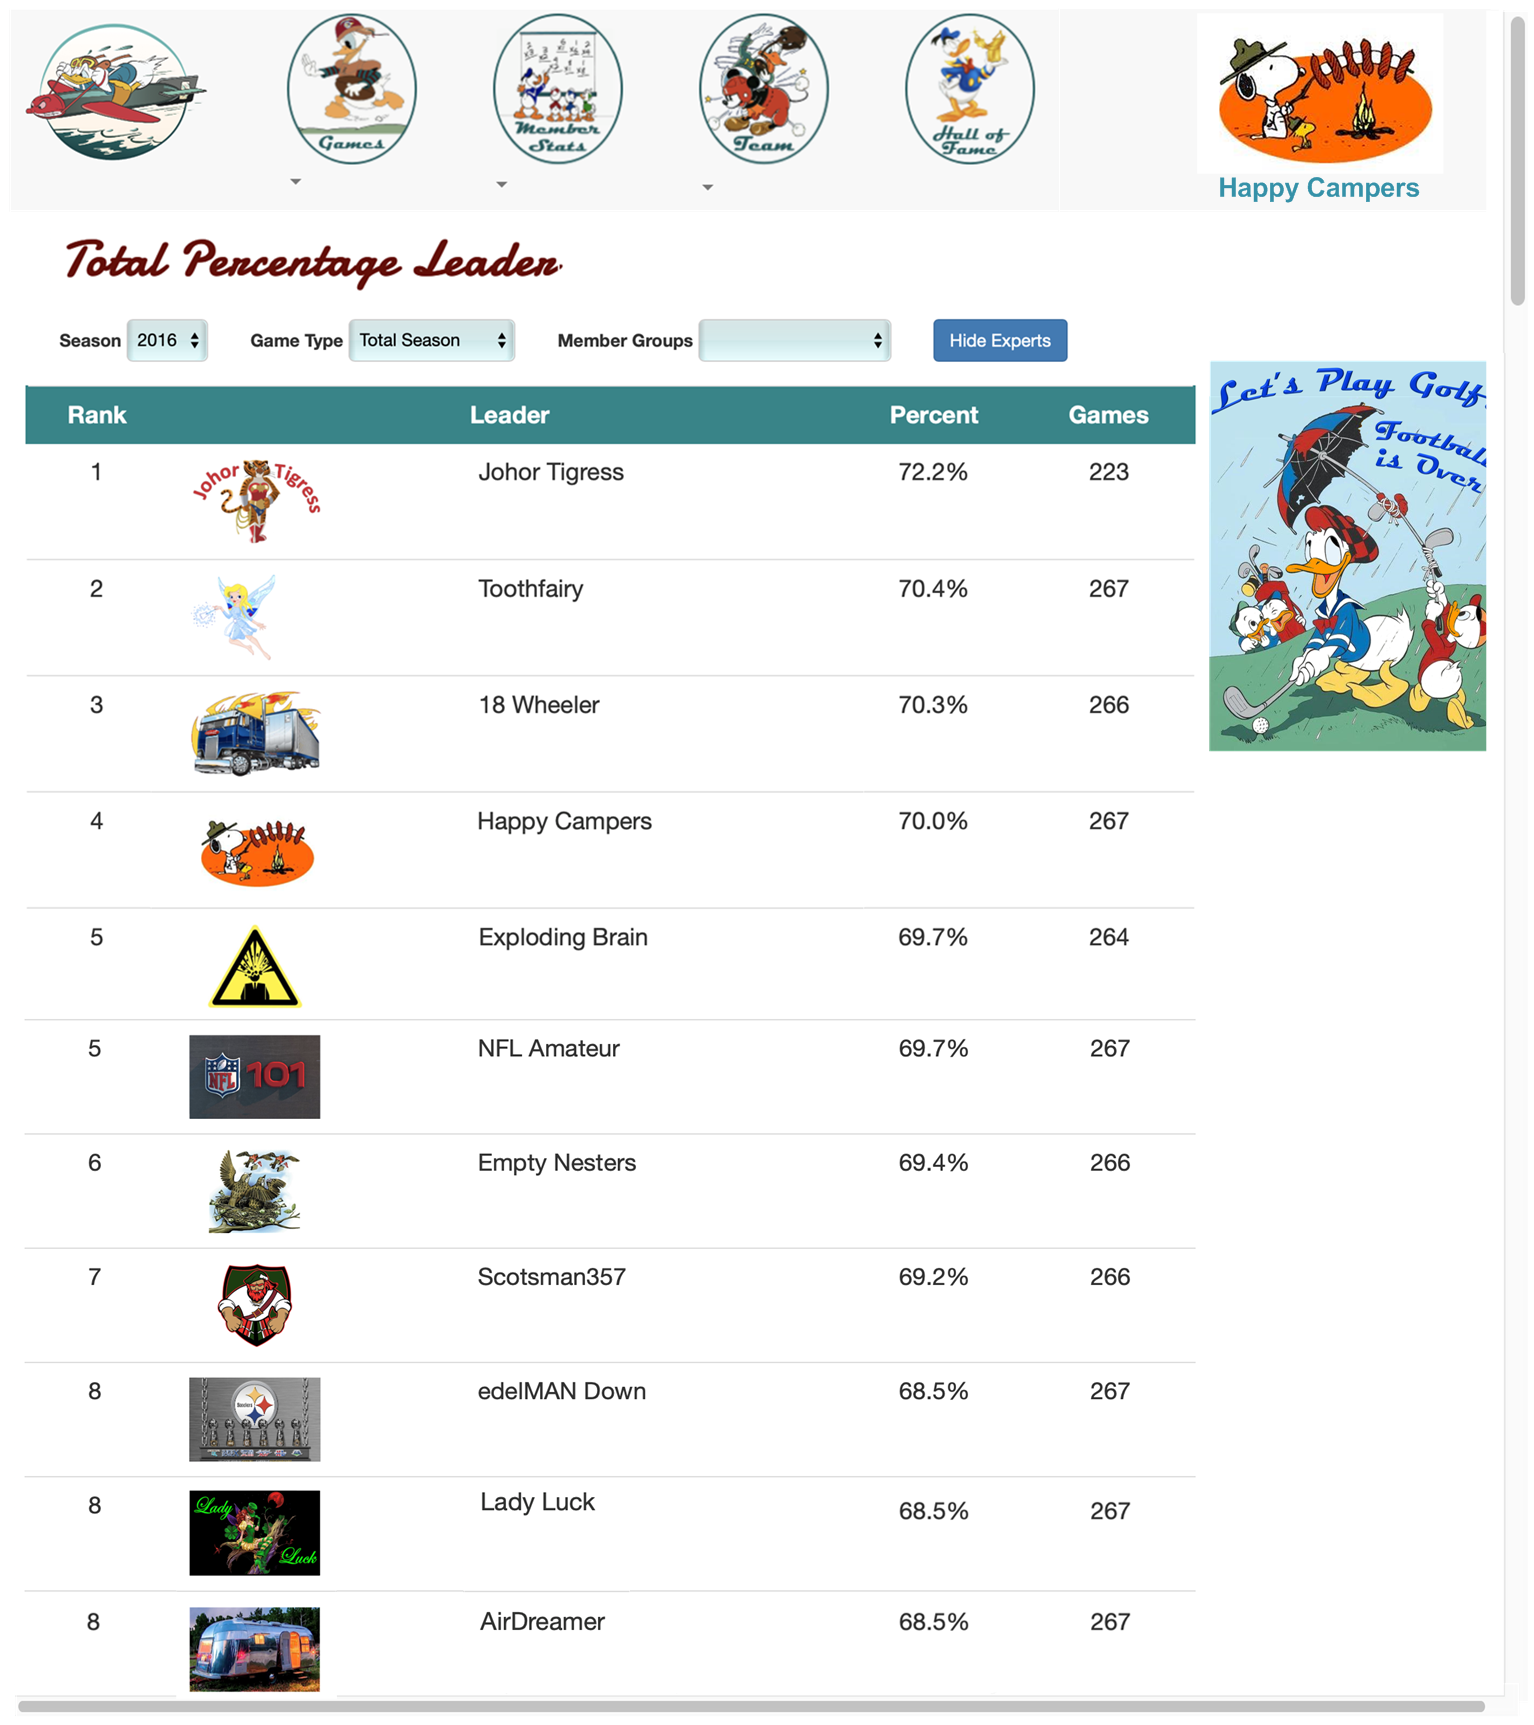 Games
Member
Stats
Team
Hall of
Fame
Happy Campers
Total Percentage Leader
Season 2016 Game Type Total Season Member Groups Hide Experts
Let's Play Golf
Football
is Over
Rank Leader Percent Games
1 Johor Tigress Johor Tigress 72.2% 223
2 Toothfairy 70.4% 267
3 18 Wheeler 70.3% 266
4 Happy Campers 70.0% 267
5 Exploding Brain 69.7% 264
5 NFL 101 NFL Amateur 69.7% 267
6 Empty Nesters 69.4% 266
7 Scotsman357 69.2% 266
8 Steelers edelMAN Down 68.5% 267
8 Lady Luck Lady Luck 68.5% 267
8 AirDreamer 68.5% 267